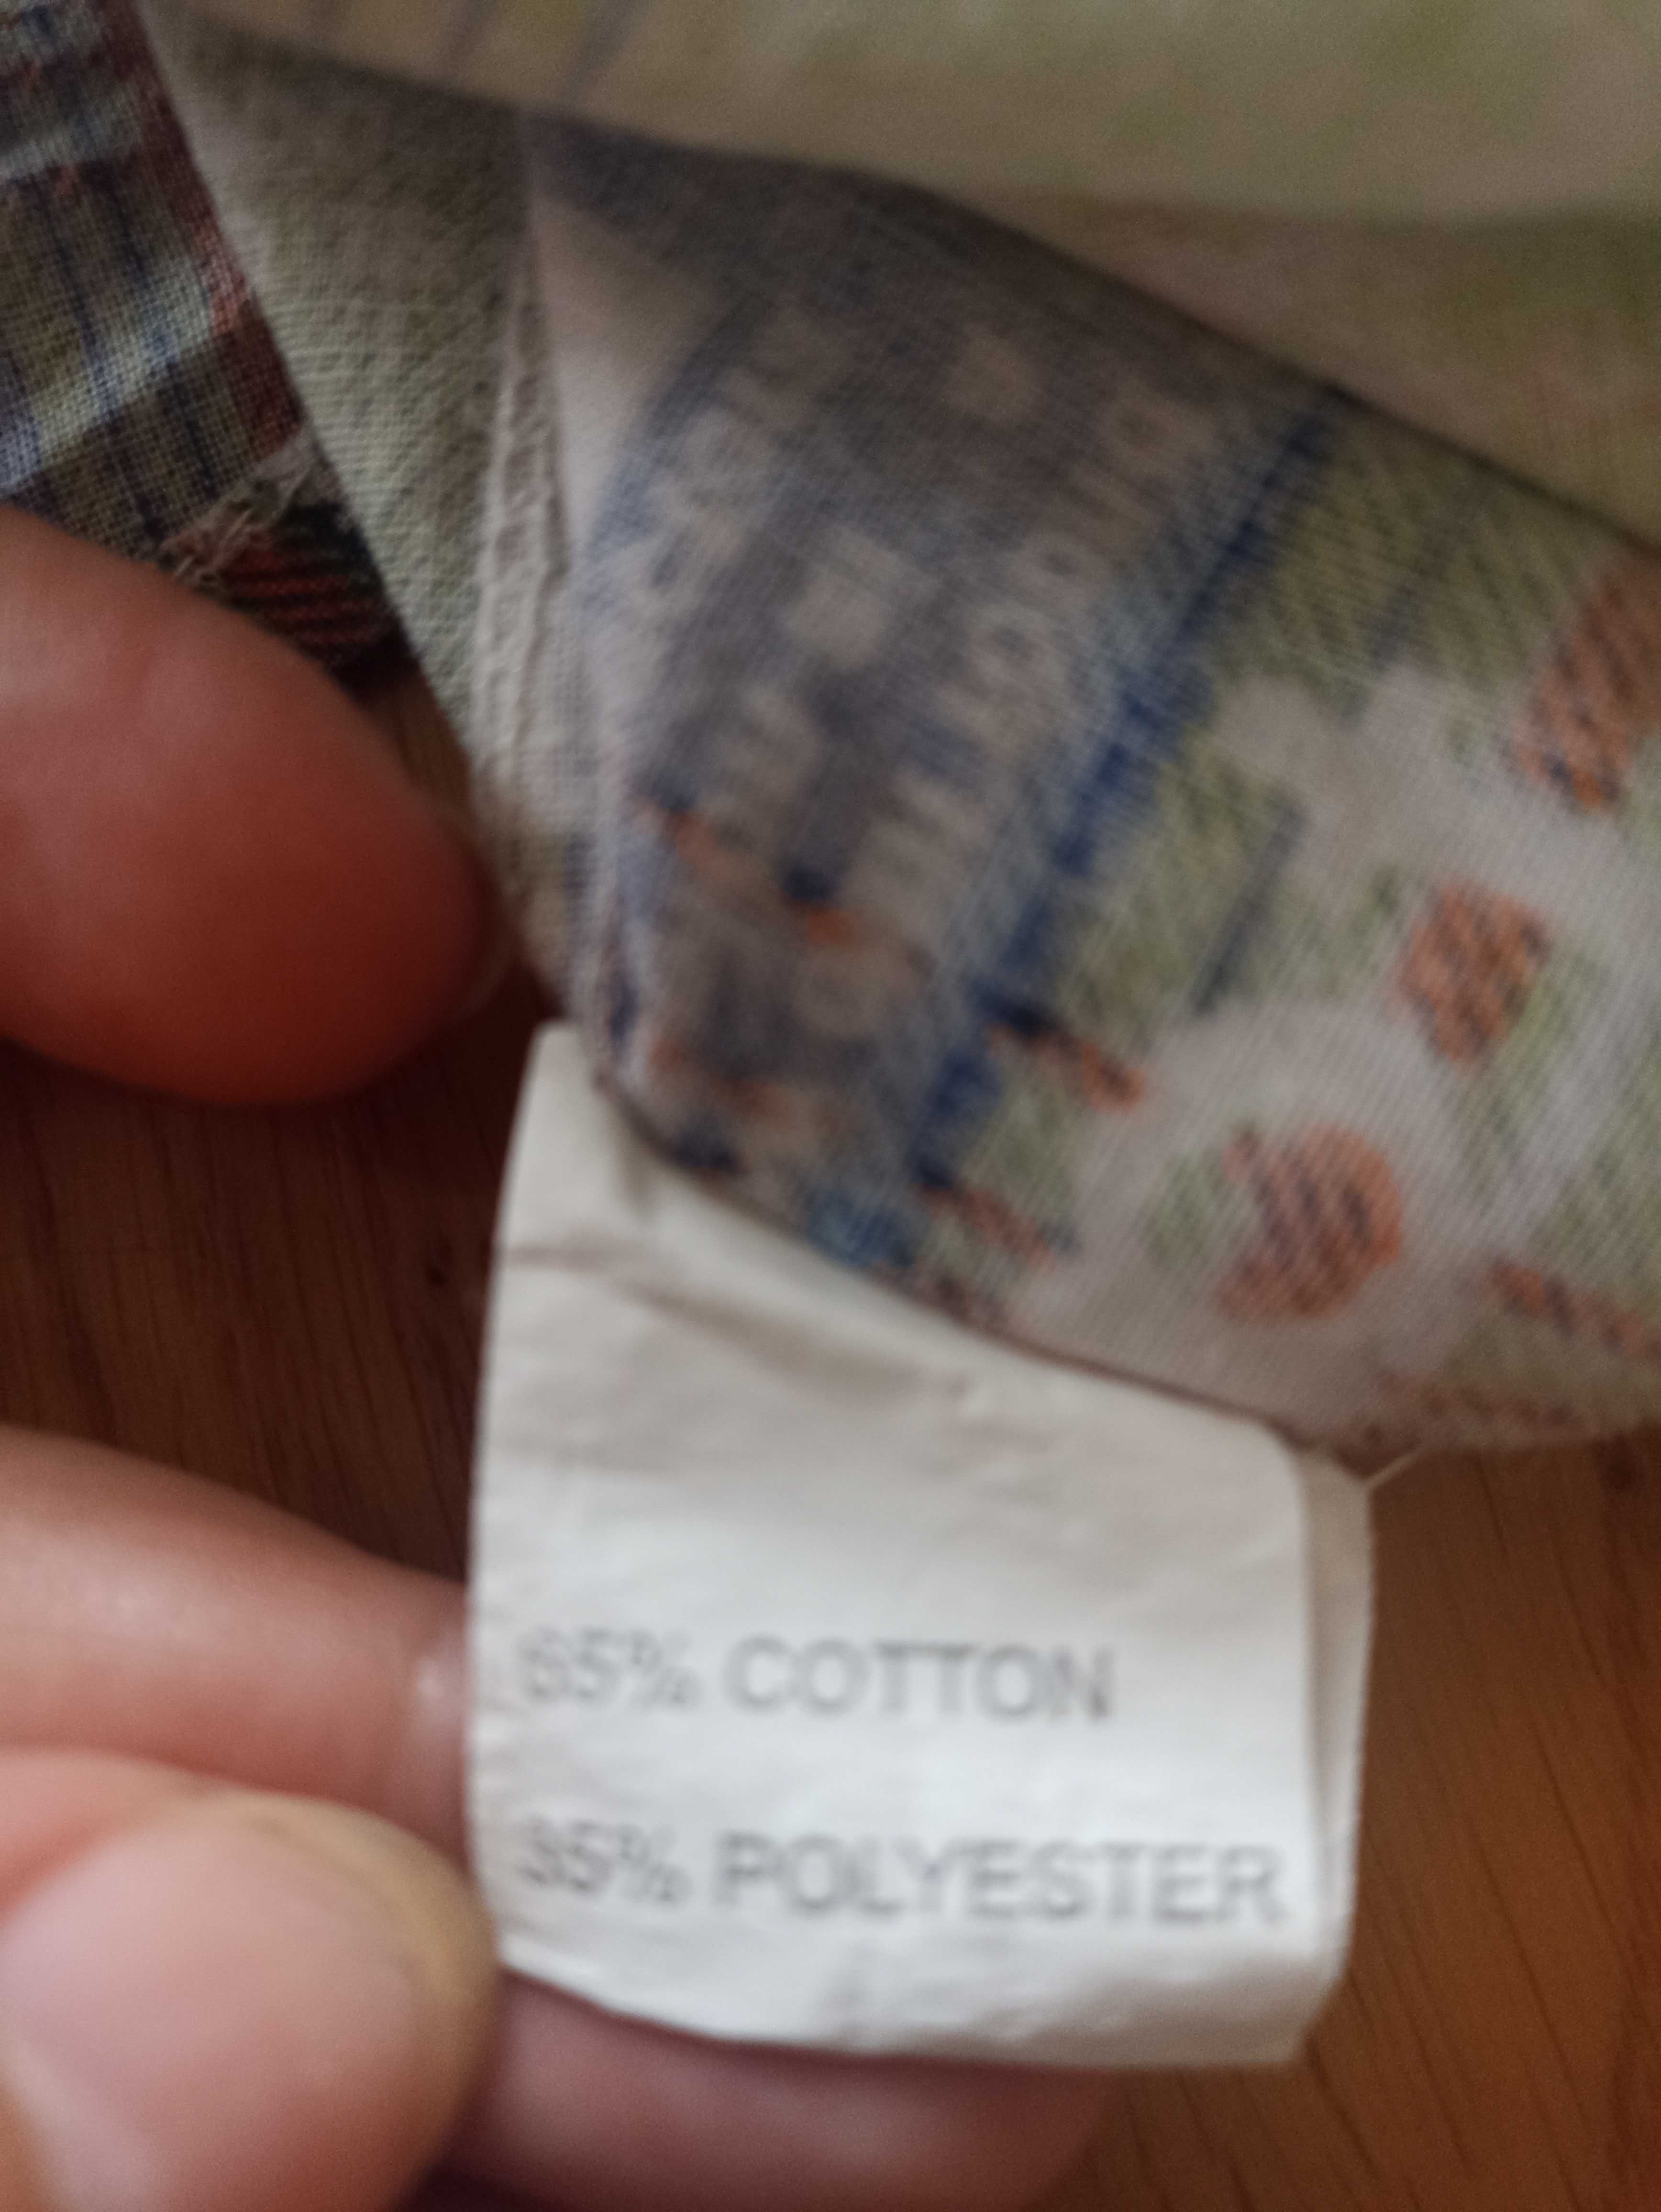 65% COTTON
35% POLYESTER